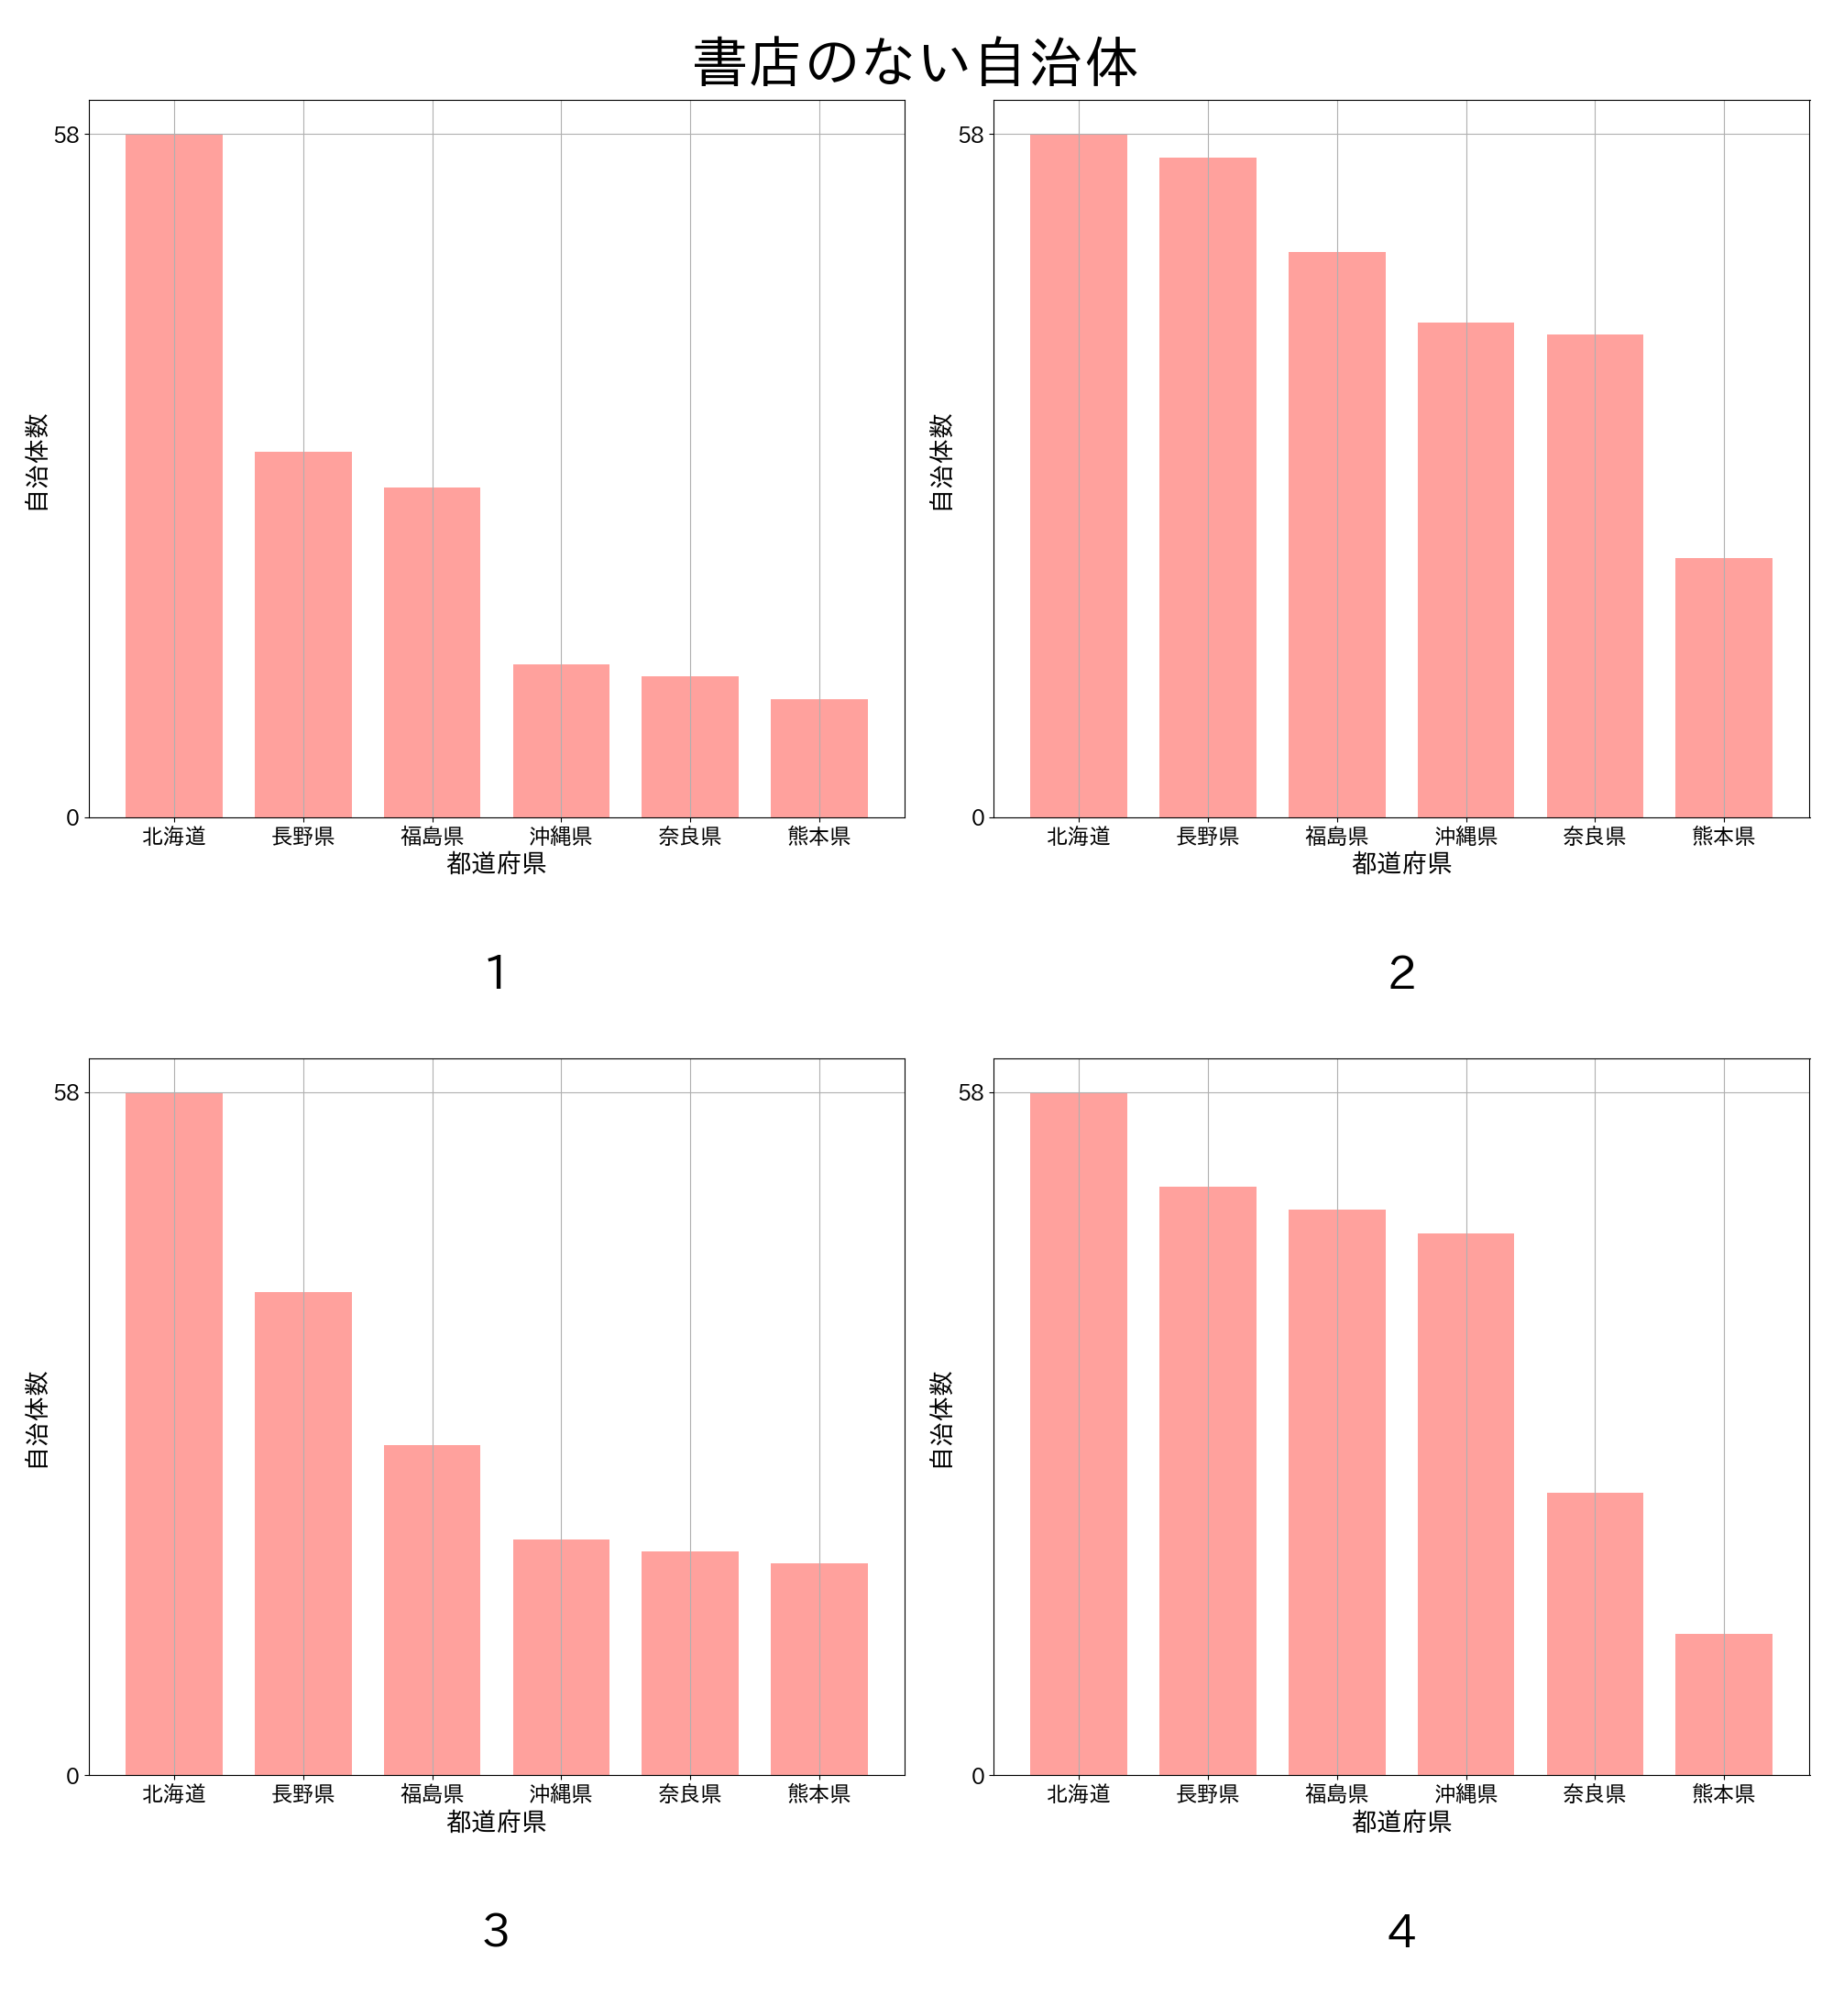 書店のない自治体
58
0
自治体数
北海道 長野県 福島県 沖縄県 奈良県 熊本県
都道府県
1
58
0
自治体数
北海道 長野県 福島県 沖縄県 奈良県 熊本県
都道府県
2
58
0
自治体数
北海道 長野県 福島県 沖縄県 奈良県 熊本県
都道府県
3
58
0
自治体数
北海道 長野県 福島県 沖縄県 奈良県 熊本県
都道府県
4